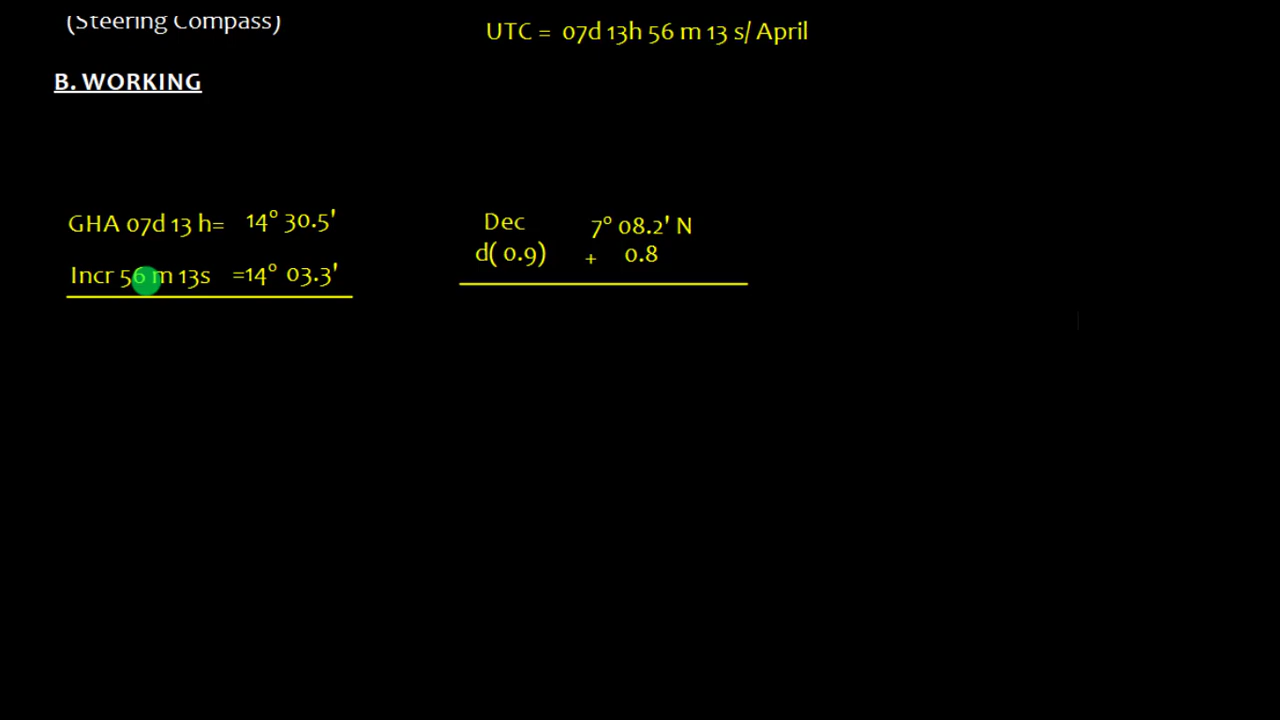 (Steering Compass)
UTC = 07d 13h 56 m 13 s/ April
B. WORKING
GHA 07d 13 h= 14° 30.5'
Incr 56 m 13s =14° 03.3'
Dec 7° 08.2' N
d( 0.9) + 0.8